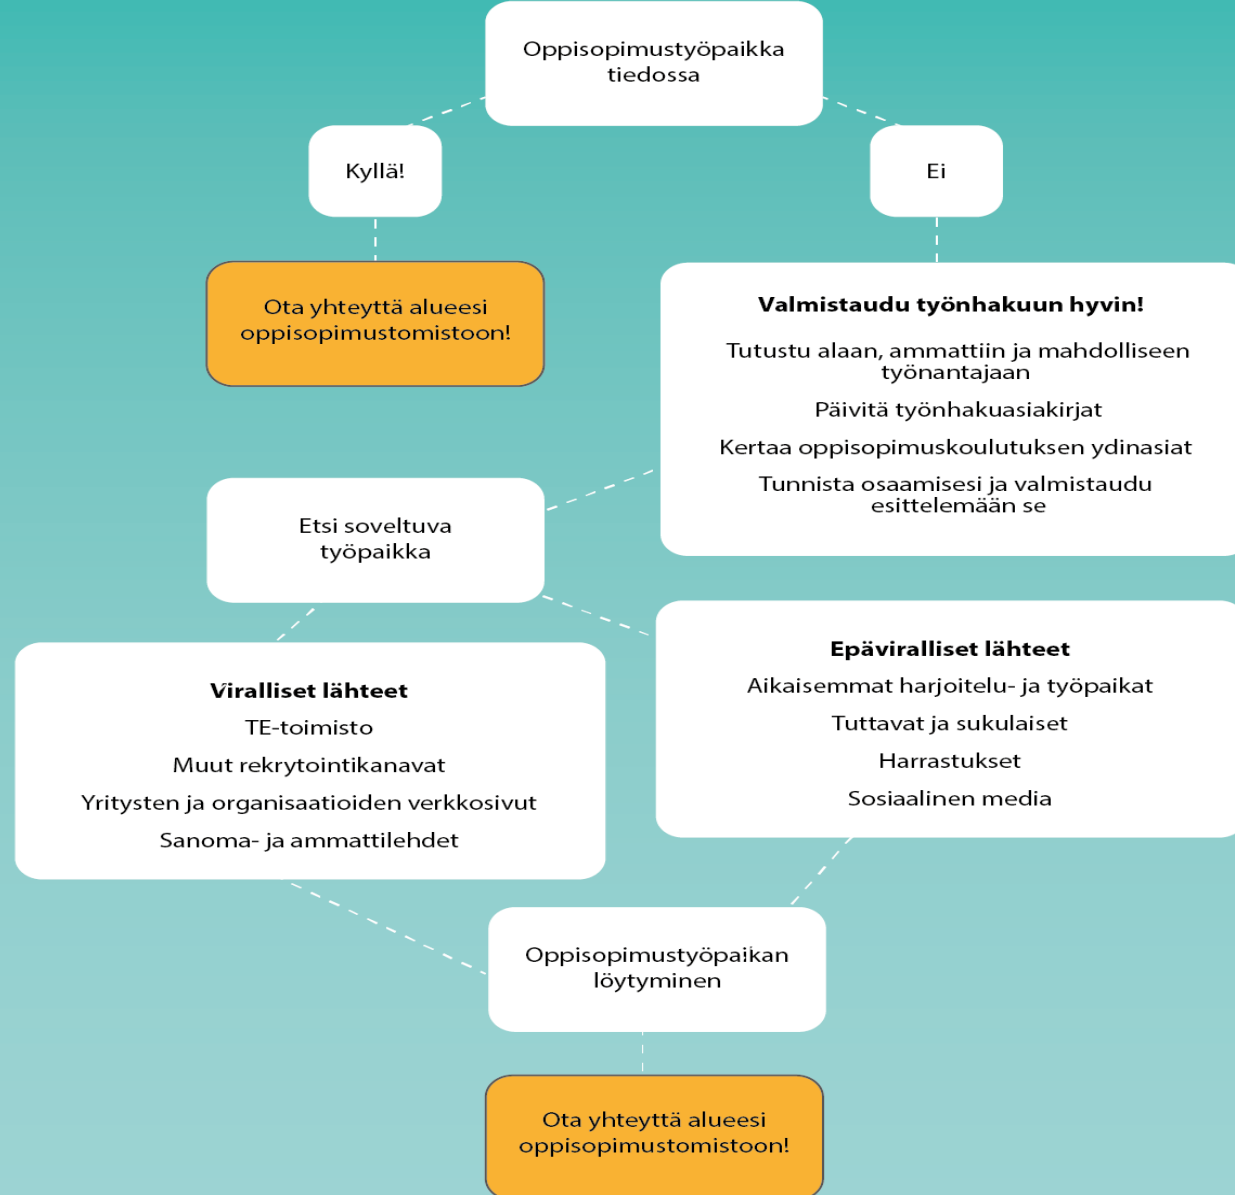 Oppisopimustyöpaikka
tiedossa
Kyllä!
Ei
Ota yhteyttä alueesi
oppisopimustomistoon!
Valmistaudu työnhakuun hyvin!
Tutustu alaan, ammattiin ja mahdolliseen
työnantajaan
Päivitä työnhakuasiakirjat
Kertaa oppisopimuskoulutuksen ydinasiat
Tunnista osaamisesi ja valmistaudu
esittelemään se
Etsi soveltuva
työpaikka
Viralliset lähteet
TE-toimisto
Muut rekrytointikanavat
Yritysten ja organisaatioiden verkkosivut
Sanoma- ja ammattilehdet
Epäviralliset lähteet
Aikaisemmat harjoitelu- ja työpaikat
Tuttavat ja sukulaiset
Harrastukset
Sosiaalinen media
Oppisopimustyöpaikan
löytyminen
Ota yhteyttä alueesi
oppisopimustomistoon!